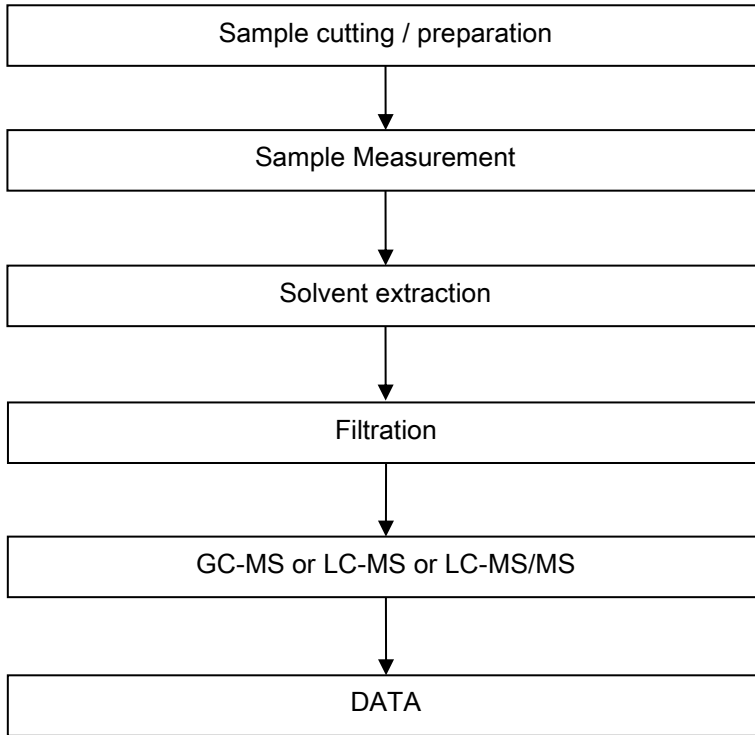 Sample cutting / preparation
Sample Measurement
Solvent extraction
Filtration
GC-MS or LC-MS or LC-MS/MS
DATA